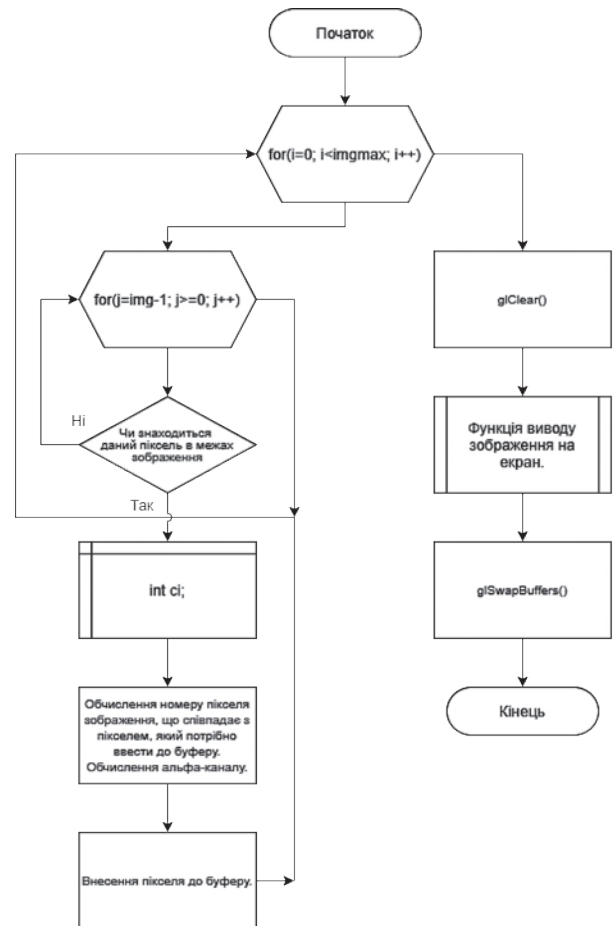 Початок
for(i=0; i<imgmax; i++)
for(j=img-1; j>=0; j++)
glClear()
Ні
Чи знаходиться
даний піксель в межах
зображення
Функція виводу
зображення на
екран.
Так
int ci;
glSwapBuffers()
Обчислення номеру пікселя
зображення, що співпадає з
пікселем, який потрібно
ввести до буферу.
Обчислення альфа-каналу.
Кінець
Внесення пікселя до буферу.